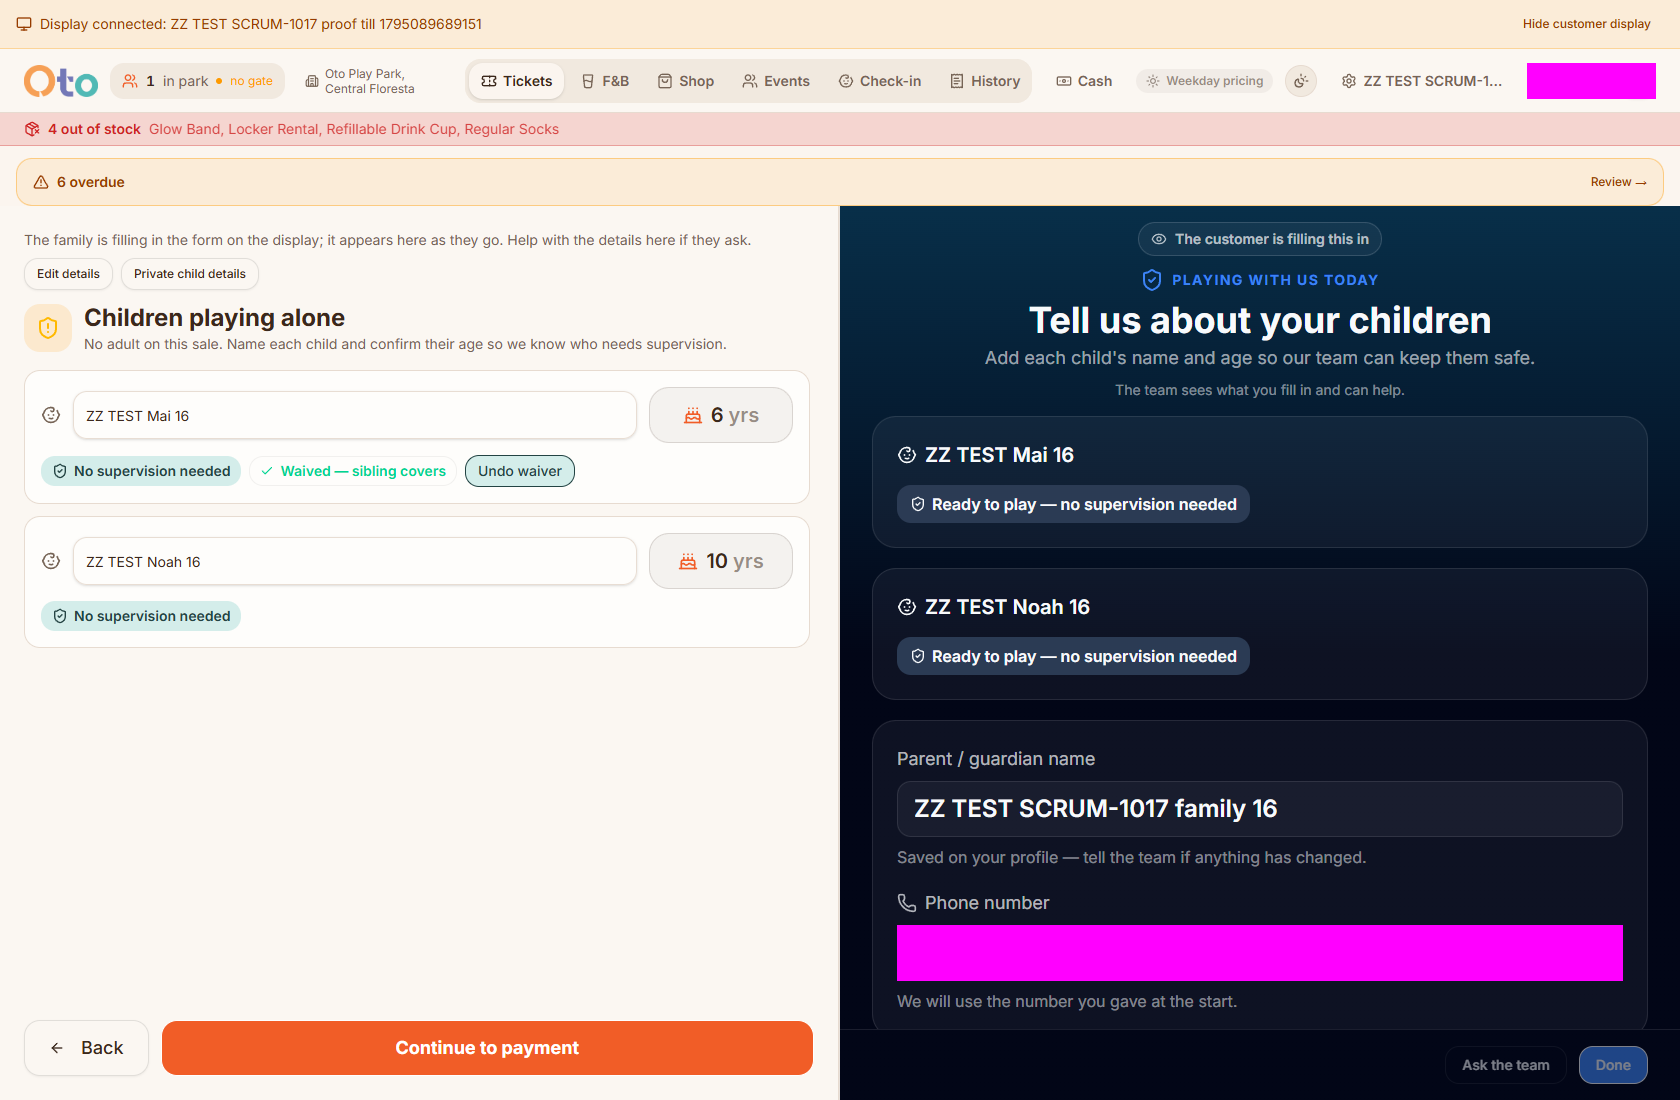 Display connected: ZZ TEST SCRUM-1017 proof till 1795089689151
Hide customer display
Oto
1 in park • no gate
Oto Play Park,
Central Floresta
Tickets
F&B
Shop
Events
Check-in
History
Cash
Weekday pricing
ZZ TEST SCRUM-1...
4 out of stock Glow Band, Locker Rental, Refillable Drink Cup, Regular Socks
6 overdue
Review →
The family is filling in the form on the display; it appears here as they go. Help with the details here if they ask.
Edit details
Private child details
Children playing alone
No adult on this sale. Name each child and confirm their age so we know who needs supervision.
ZZ TEST Mai 16
6 yrs
No supervision needed
Waived — sibling covers
Undo waiver
ZZ TEST Noah 16
10 yrs
No supervision needed
← Back
Continue to payment
The customer is filling this in
PLAYING WITH US TODAY
Tell us about your children
Add each child's name and age so our team can keep them safe.
The team sees what you fill in and can help.
ZZ TEST Mai 16
Ready to play — no supervision needed
ZZ TEST Noah 16
Ready to play — no supervision needed
Parent / guardian name
ZZ TEST SCRUM-1017 family 16
Saved on your profile — tell the team if anything has changed.
Phone number
We will use the number you gave at the start.
Ask the team
Done